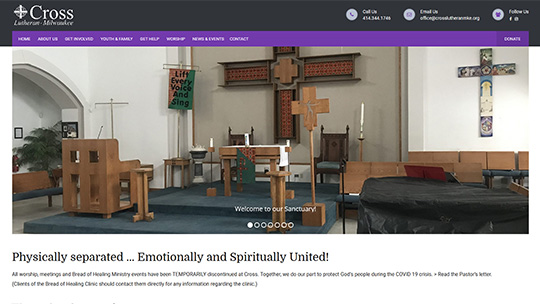 Cross
Lutheran · Milwaukee
Call Us
414.344.1746
Email Us
office@crosslutheranmke.org
Follow Us
HOME ABOUT US GET INVOLVED YOUTH & FAMILY GET HELP WORSHIP NEWS & EVENTS CONTACT DONATE
Lift
Every
Voice
And
Sing
Welcome to our Sanctuary!
Physically separated ... Emotionally and Spiritually United!
All worship, meetings and Bread of Healing Ministry events have been TEMPORARILY discontinued at Cross. Together, we do our part to protect God's people during the COVID 19 crisis. > Read the Pastor's letter.
(Clients of the Bread of Healing Clinic should contact them directly for any information regarding the clinic.)